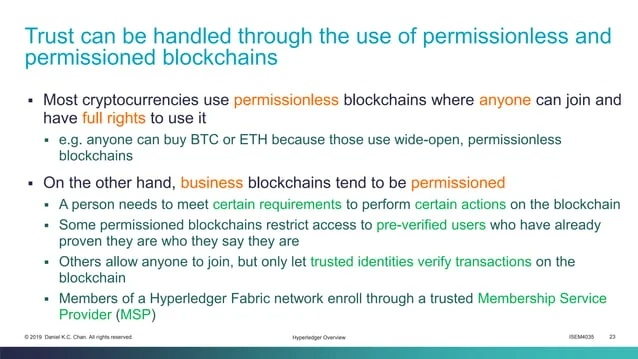 Trust can be handled through the use of permissionless and
permissioned blockchains
▪ Most cryptocurrencies use permissionless blockchains where anyone can join and
have full rights to use it
▪ e.g. anyone can buy BTC or ETH because those use wide-open, permissionless
blockchains
▪ On the other hand, business blockchains tend to be permissioned
▪ A person needs to meet certain requirements to perform certain actions on the blockchain
▪ Some permissioned blockchains restrict access to pre-verified users who have already
proven they are who they say they are
▪ Others allow anyone to join, but only let trusted identities verify transactions on the
blockchain
▪ Members of a Hyperledger Fabric network enroll through a trusted Membership Service
Provider (MSP)
© 2019 Daniel K.C. Chan. All rights reserved. Hyperledger Overview ISEM4035 23